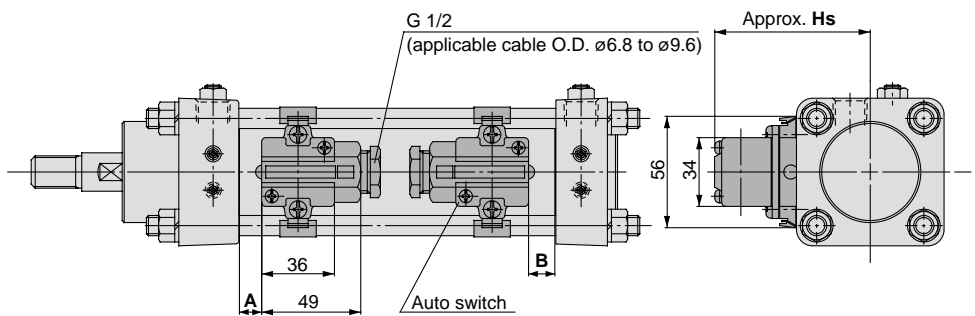 G 1/2
(applicable cable O.D. ø6.8 to ø9.6)
Approx. Hs
56
34
36
A
49
B
Auto switch